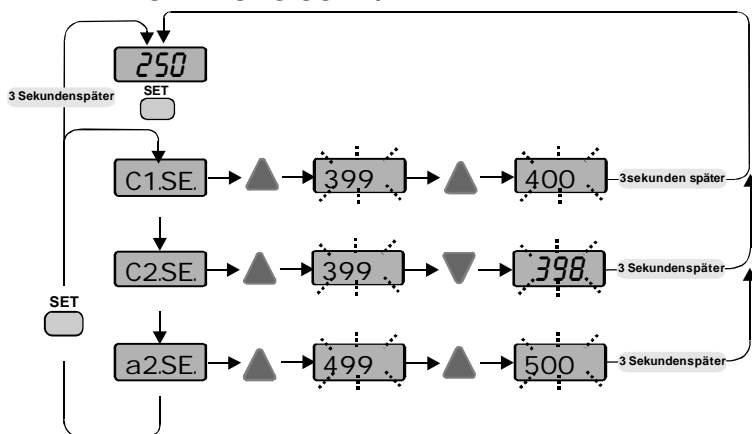 250
3 Sekundenspäter
SET
C1.SE.
399
400
3sekunden später
C2.SE.
399
398.
3 Sekundenspäter
SET
a2.SE.
499
500
3 Sekundenspäter